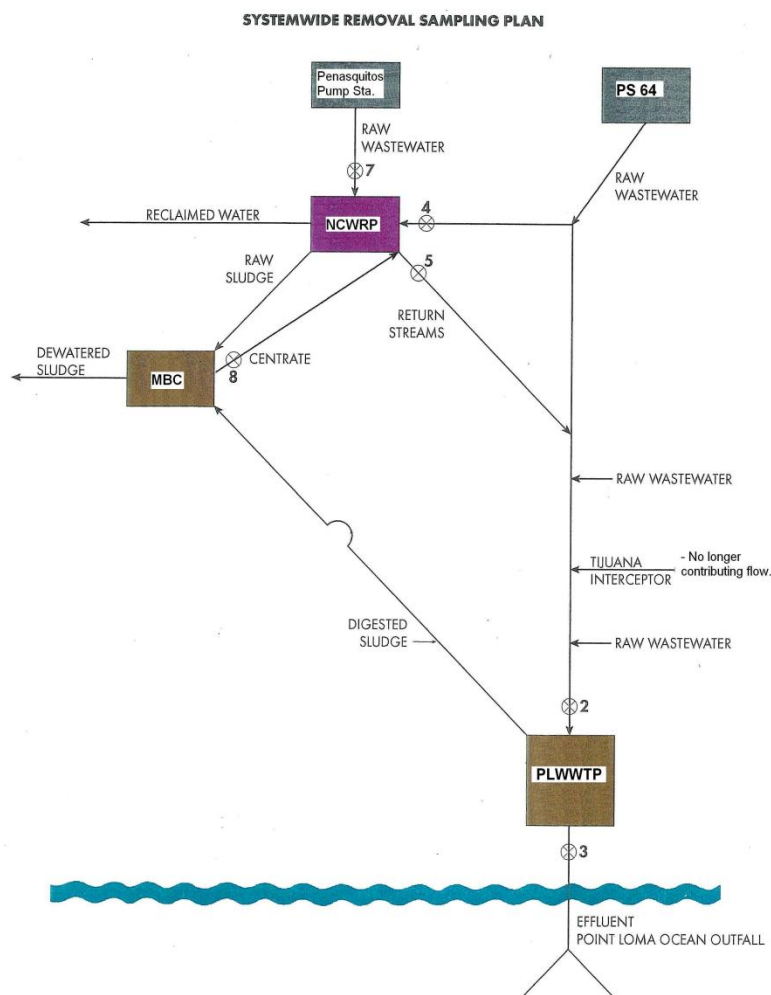 SYSTEMWIDE REMOVAL SAMPLING PLAN
Penasquitos
Pump Sta.
PS 64
RAW
WASTEWATER
7
RAW
WASTEWATER
RECLAIMED WATER
NCWRP
4
RAW
SLUDGE
5
RETURN
STREAMS
DEWATERED
SLUDGE
MBC
8
CENTRATE
RAW WASTEWATER
TIJUANA
INTERCEPTOR
- No longer
contributing flow.
DIGESTED
SLUDGE
RAW WASTEWATER
2
PLWWTP
3
EFFLUENT
POINT LOMA OCEAN OUTFALL